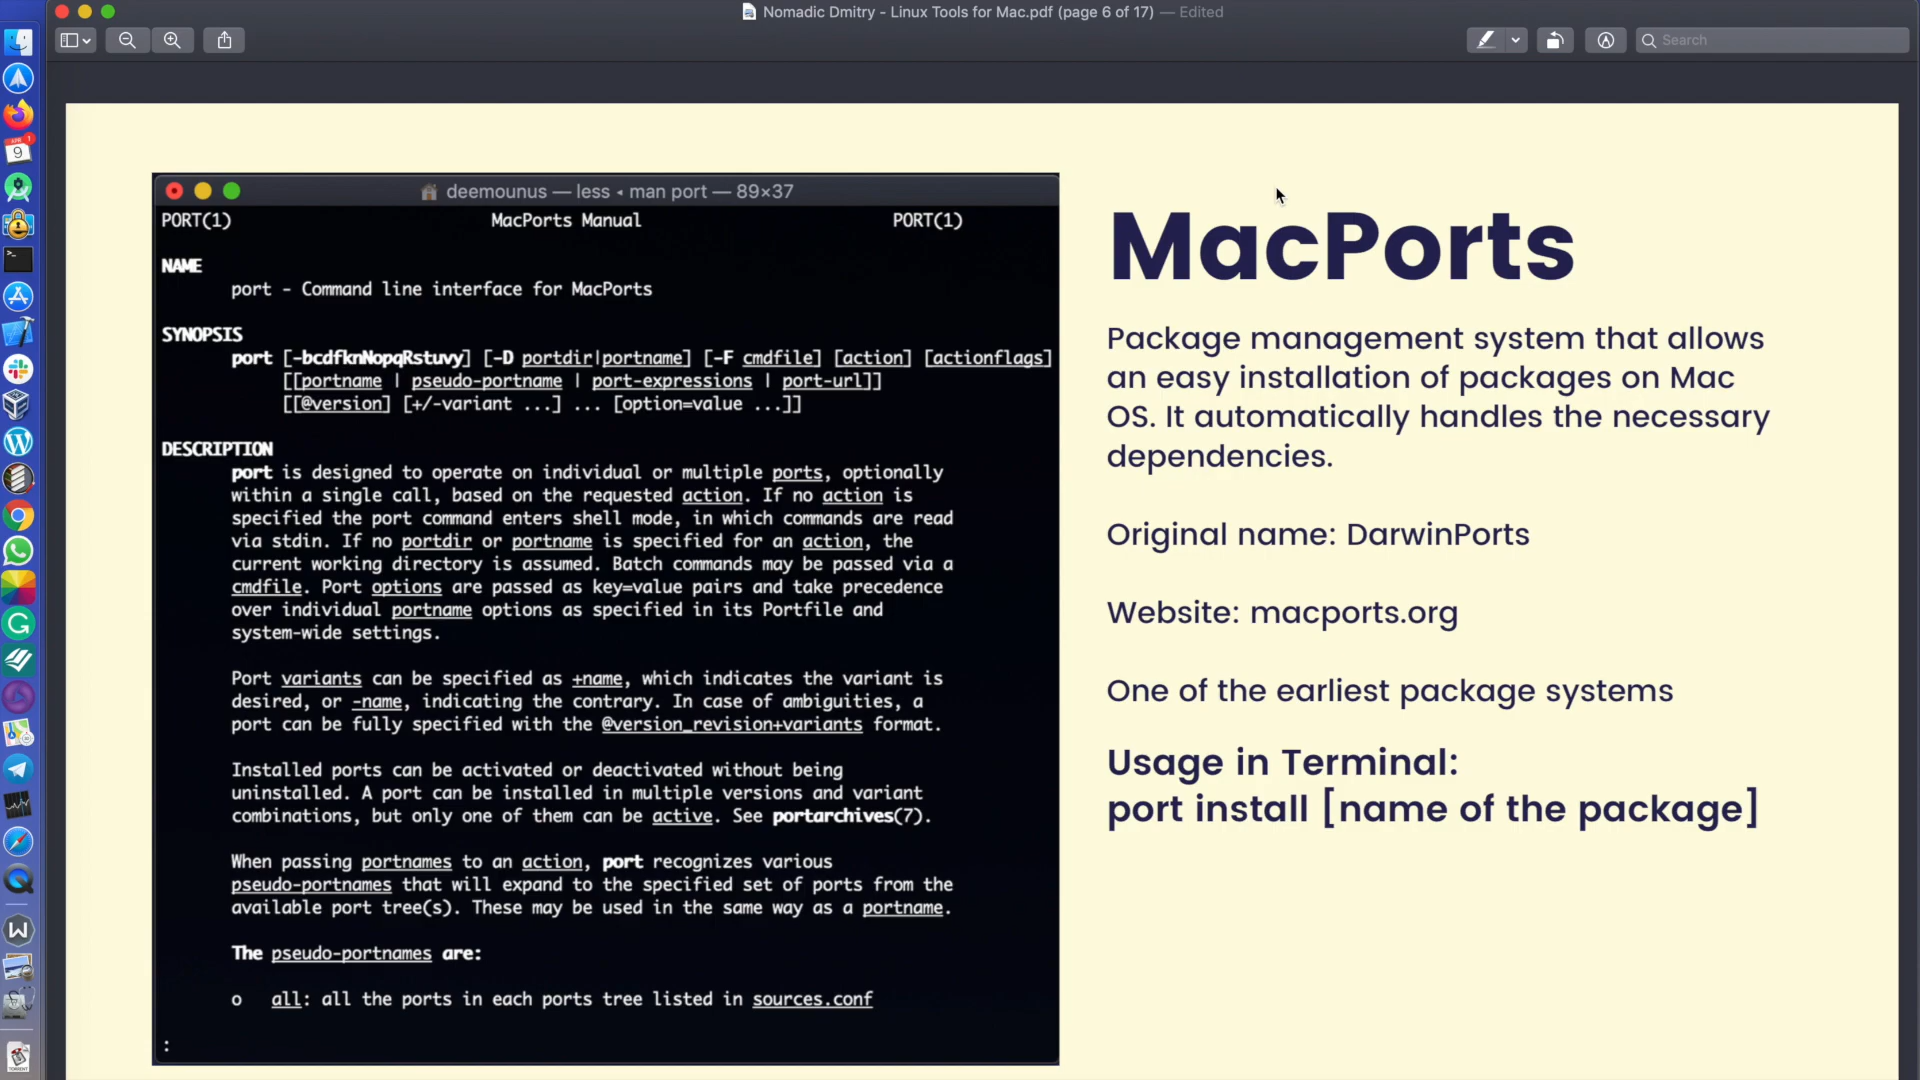 Nomadic Dmitry - Linux Tools for Mac.pdf (page 6 of 17) — Edited
Search
APR 1
9
deemounus — less ◂ man port — 89×37
PORT(1) MacPorts Manual PORT(1)
NAME
port - Command line interface for MacPorts
SYNOPSIS
port [-bcdfknNopqRstuvy] [-D portdir|portname] [-F cmdfile] [action] [actionflags]
[[portname | pseudo-portname | port-expressions | port-url]]
[[@version] [+/-variant ...] ... [option=value ...]]
DESCRIPTION
port is designed to operate on individual or multiple ports, optionally
within a single call, based on the requested action. If no action is
specified the port command enters shell mode, in which commands are read
via stdin. If no portdir or portname is specified for an action, the
current working directory is assumed. Batch commands may be passed via a
cmdfile. Port options are passed as key=value pairs and take precedence
over individual portname options as specified in its Portfile and
system-wide settings.
Port variants can be specified as +name, which indicates the variant is
desired, or -name, indicating the contrary. In case of ambiguities, a
port can be fully specified with the @version_revision+variants format.
Installed ports can be activated or deactivated without being
uninstalled. A port can be installed in multiple versions and variant
combinations, but only one of them can be active. See portarchives(7).
When passing portnames to an action, port recognizes various
pseudo-portnames that will expand to the specified set of ports from the
available port tree(s). These may be used in the same way as a portname.
The pseudo-portnames are:
o all: all the ports in each ports tree listed in sources.conf
:
MacPorts
Package management system that allows
an easy installation of packages on Mac
OS. It automatically handles the necessary
dependencies.
Original name: DarwinPorts
Website: macports.org
One of the earliest package systems
Usage in Terminal:
port install [name of the package]